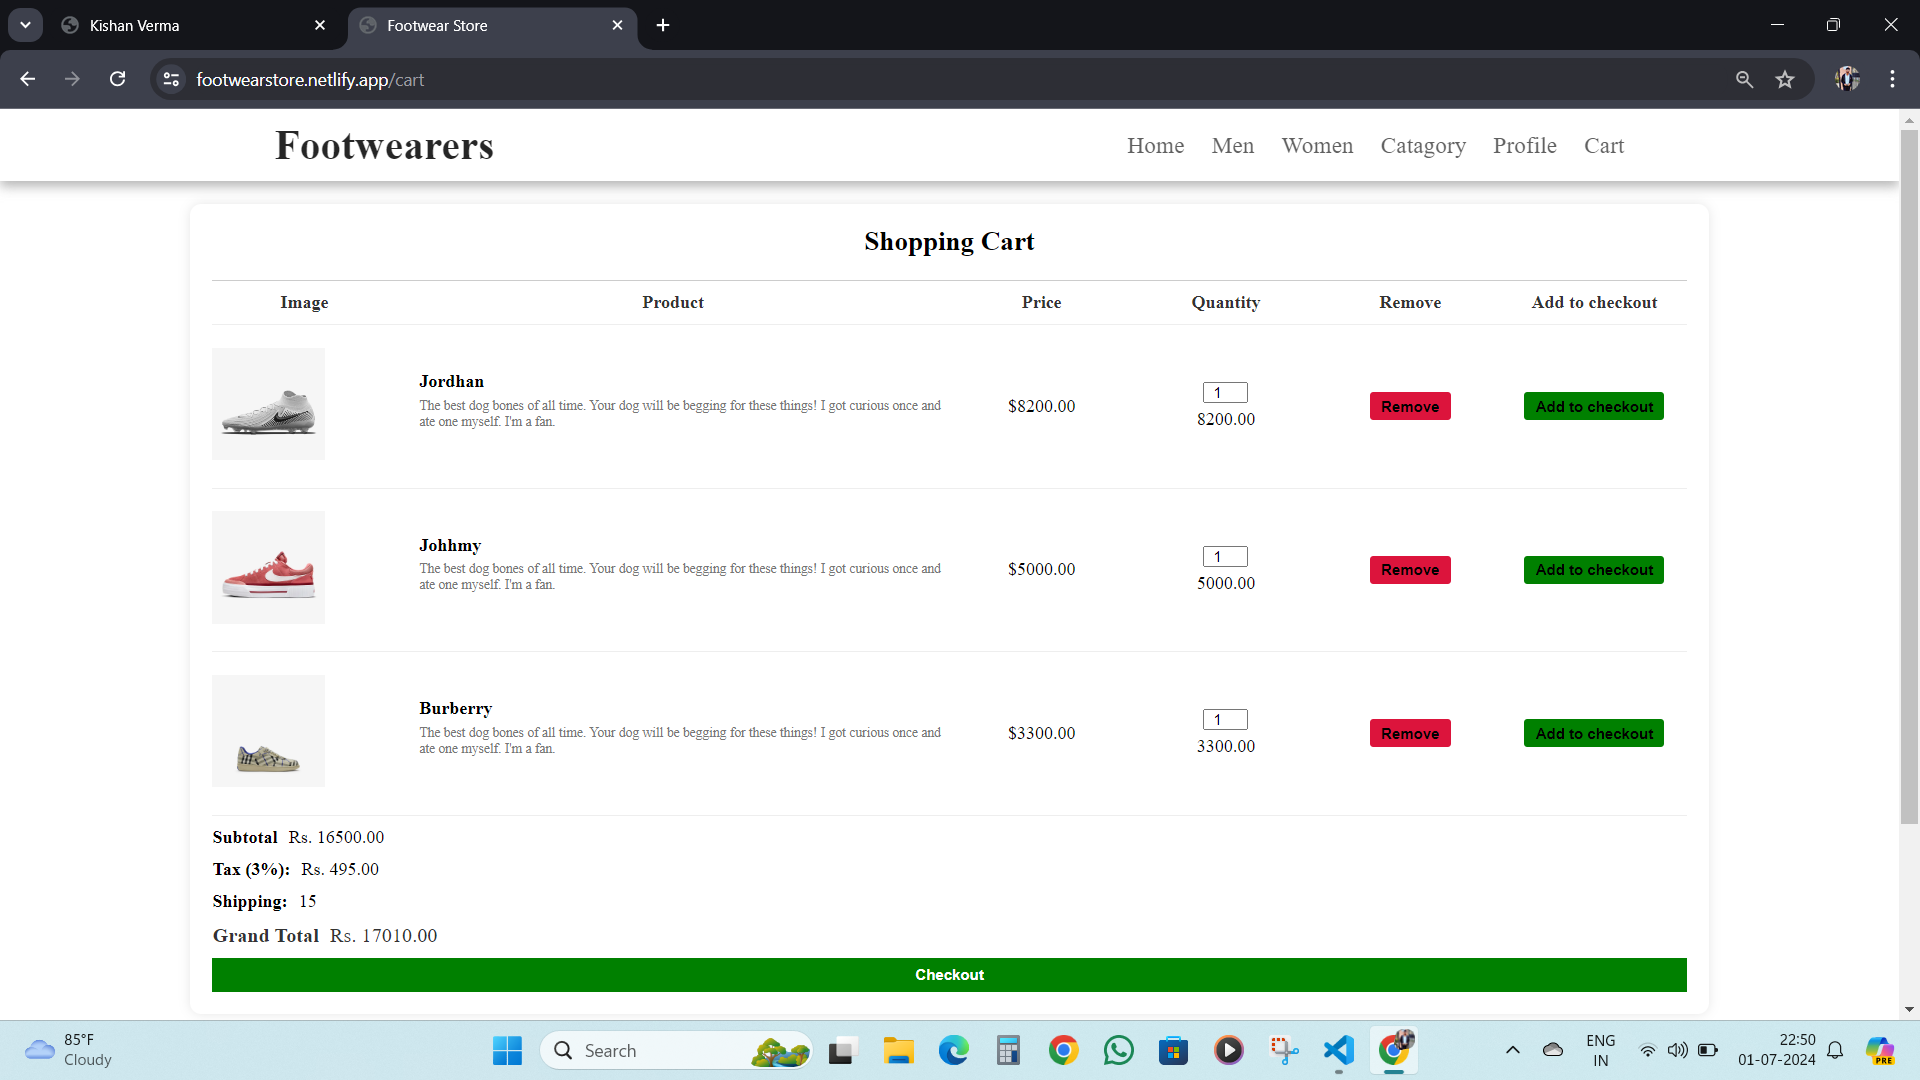 Kishan Verma
Footwear Store
footwearstore.netlify.app/cart
Footwearers
Home Men Women Catagory Profile Cart
Shopping Cart
Image Product Price Quantity Remove Add to checkout
Jordhan
The best dog bones of all time. Your dog will be begging for these things! I got curious once and
ate one myself. I'm a fan.
$8200.00
1
8200.00
Remove
Add to checkout
Johhmy
The best dog bones of all time. Your dog will be begging for these things! I got curious once and
ate one myself. I'm a fan.
$5000.00
1
5000.00
Remove
Add to checkout
Burberry
The best dog bones of all time. Your dog will be begging for these things! I got curious once and
ate one myself. I'm a fan.
$3300.00
1
3300.00
Remove
Add to checkout
Subtotal Rs. 16500.00
Tax (3%): Rs. 495.00
Shipping: 15
Grand Total Rs. 17010.00
Checkout
85°F
Cloudy
Search
ENG
IN
22:50
01-07-2024
PRE